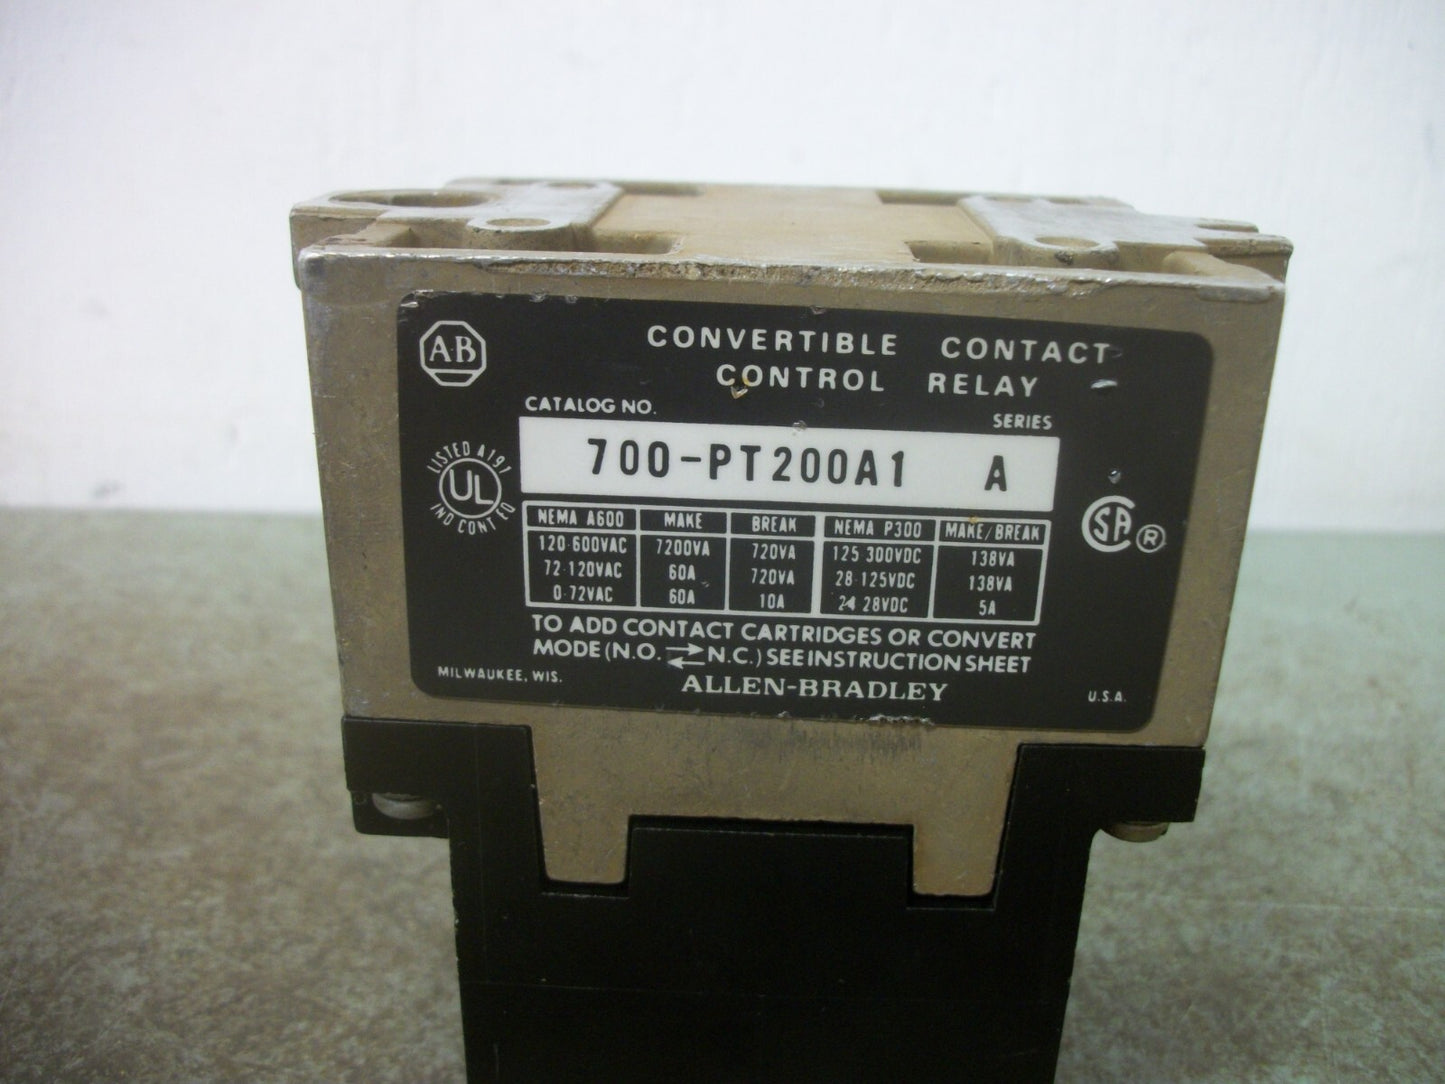 A-B
CONVERTIBLE CONTACT
CONTROL RELAY
CATALOG NO. SERIES
700-PT200A1 A
LISTED A191
UL
IND CONT EQ
SA ®
NEMA A600 MAKE BREAK NEMA P300 MAKE/BREAK
120-600VAC 7200VA 720VA 125 300VDC 138VA
72-120VAC 60A 720VA 28-125VDC 138VA
0-72VAC 60A 10A 24 28VDC 5A
TO ADD CONTACT CARTRIDGES OR CONVERT
MODE (N.O. ⇄ N.C.) SEE INSTRUCTION SHEET
MILWAUKEE, WIS. ALLEN-BRADLEY U.S.A.